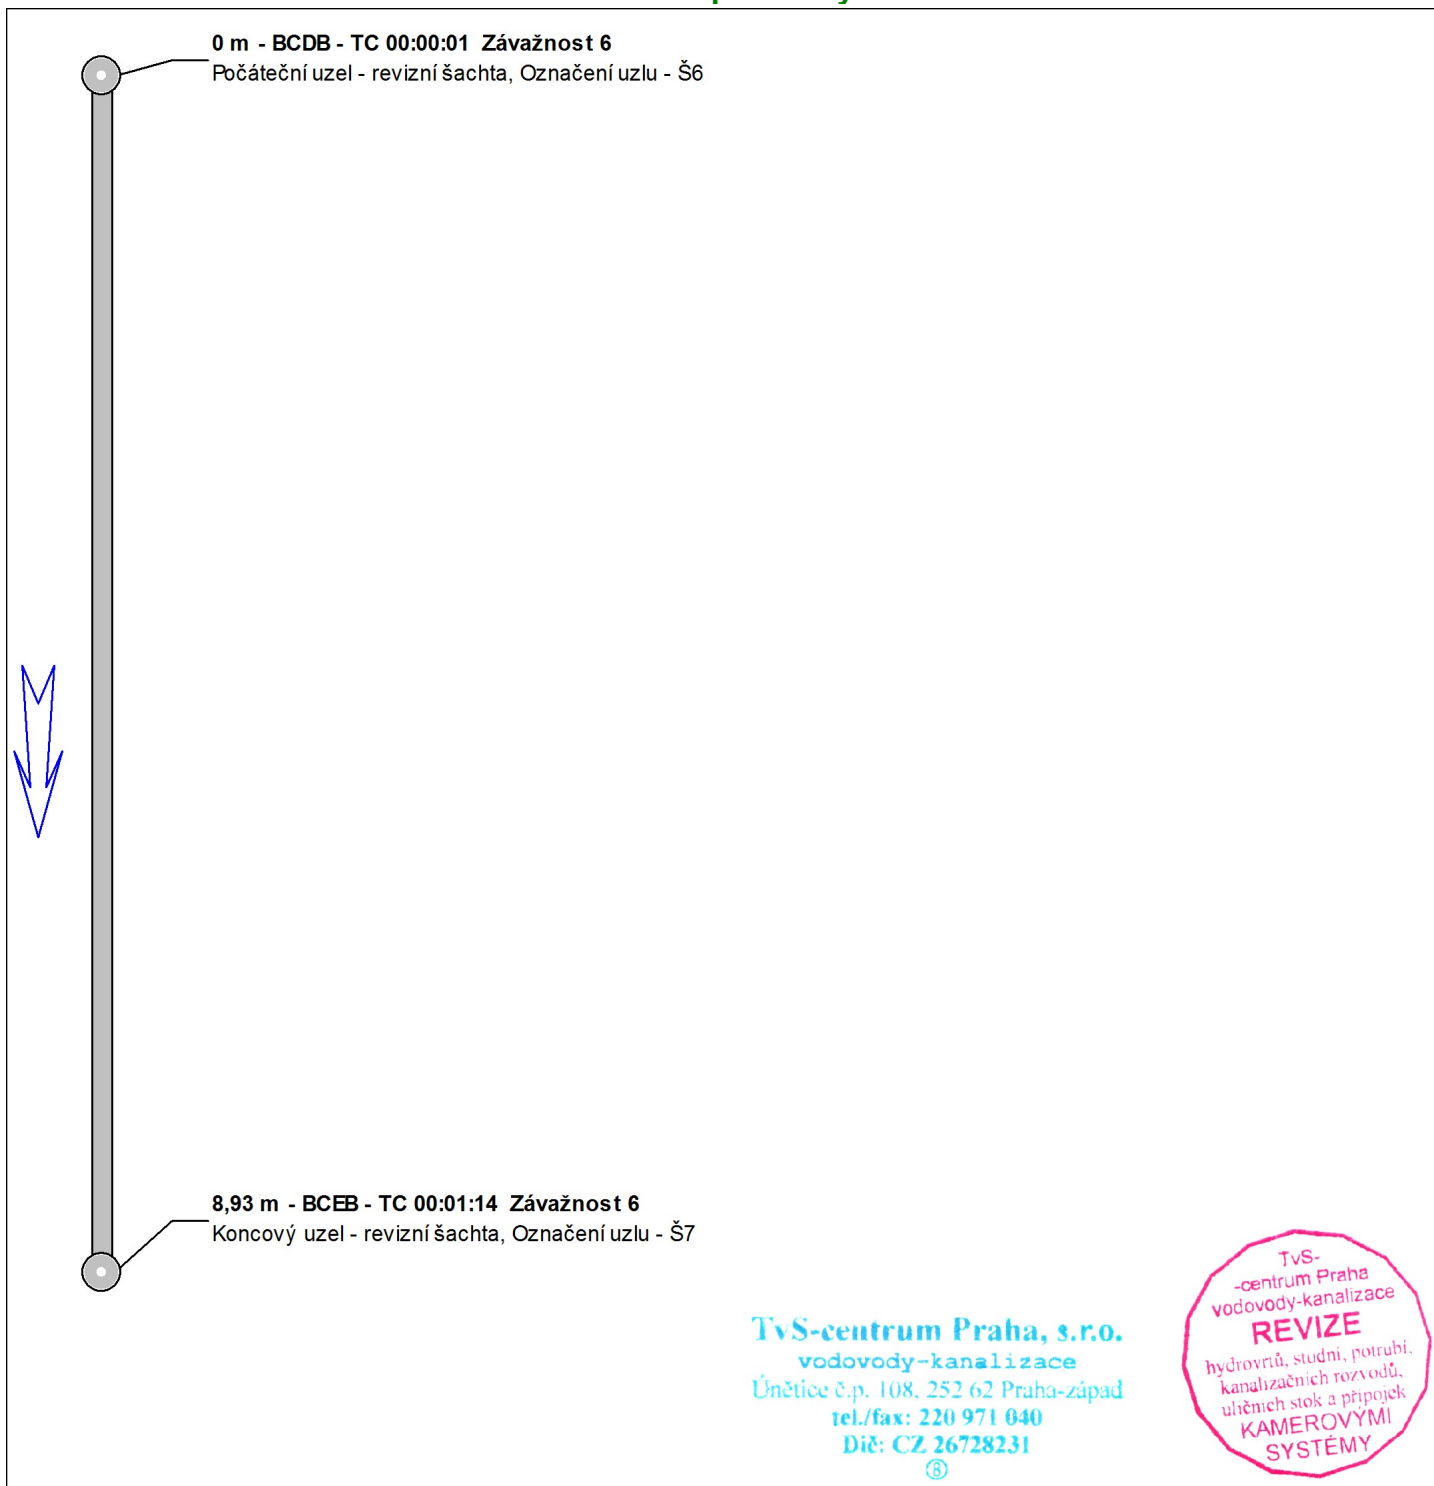 0 m - BCDB - TC 00:00:01 Závažnost 6
Počáteční uzel - revizní šachta, Označení uzlu - Š6
8,93 m - BCEB - TC 00:01:14 Závažnost 6
Koncový uzel - revizní šachta, Označení uzlu - Š7
TvS-centrum Praha, s.r.o.
vodovody-kanalizace
Únětice č.p. 108, 252 62 Praha-západ
tel./fax: 220 971 040
Dič: CZ 26728231
⑧
TvS-
-centrum Praha
vodovody-kanalizace
REVIZE
hydrovrtů, studní, potrubí,
kanalizačních rozvodů,
uličních stok a přípojek
KAMEROVÝMI
SYSTÉMY